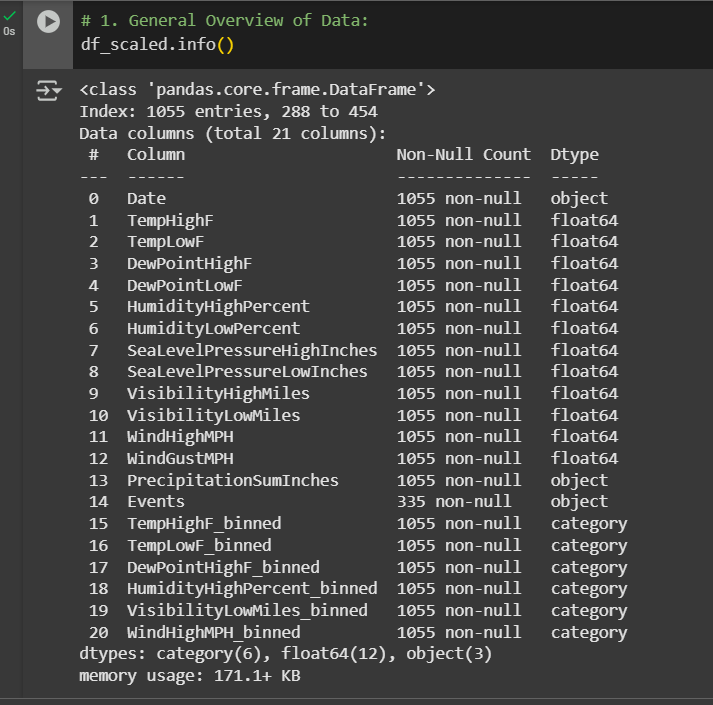 # 1. General Overview of Data:
0s
df_scaled.info()
<class 'pandas.core.frame.DataFrame'>
Index: 1055 entries, 288 to 454
Data columns (total 21 columns):
 #   Column                     Non-Null Count  Dtype
---  ------                     --------------  -----
 0   Date                       1055 non-null   object
 1   TempHighF                  1055 non-null   float64
 2   TempLowF                   1055 non-null   float64
 3   DewPointHighF              1055 non-null   float64
 4   DewPointLowF               1055 non-null   float64
 5   HumidityHighPercent        1055 non-null   float64
 6   HumidityLowPercent         1055 non-null   float64
 7   SeaLevelPressureHighInches 1055 non-null   float64
 8   SeaLevelPressureLowInches  1055 non-null   float64
 9   VisibilityHighMiles        1055 non-null   float64
 10  VisibilityLowMiles         1055 non-null   float64
 11  WindHighMPH                1055 non-null   float64
 12  WindGustMPH                1055 non-null   float64
 13  PrecipitationSumInches     1055 non-null   object
 14  Events                     335 non-null    object
 15  TempHighF_binned           1055 non-null   category
 16  TempLowF_binned            1055 non-null   category
 17  DewPointHighF_binned       1055 non-null   category
 18  HumidityHighPercent_binned 1055 non-null   category
 19  VisibilityLowMiles_binned  1055 non-null   category
 20  WindHighMPH_binned         1055 non-null   category
dtypes: category(6), float64(12), object(3)
memory usage: 171.1+ KB